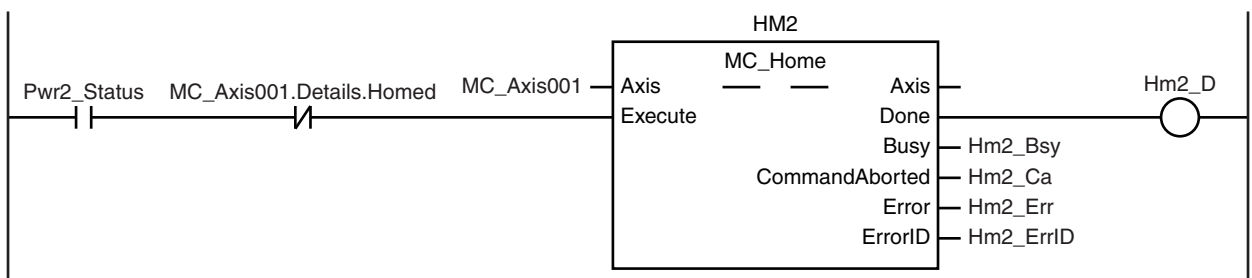 HM2
MC_Home
Pwr2_Status MC_Axis001.Details.Homed MC_Axis001 Axis Axis Hm2_D
Execute Done
Busy Hm2_Bsy
CommandAborted Hm2_Ca
Error Hm2_Err
ErrorID Hm2_ErrID